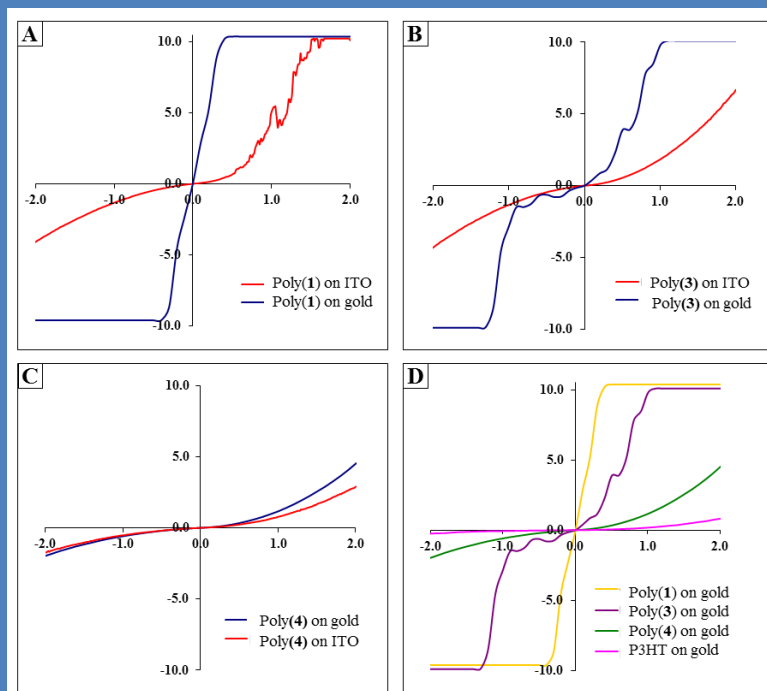 A
10.0
5.0
0.0
-2.0 -1.0 0.0 1.0 2.0
-5.0
-10.0
Poly(1) on ITO
Poly(1) on gold
B
10.0
5.0
0.0
-2.0 -1.0 0.0 1.0 2.0
-5.0
-10.0
Poly(3) on ITO
Poly(3) on gold
C
10.0
5.0
0.0
-2.0 -1.0 0.0 1.0 2.0
-5.0
-10.0
Poly(4) on gold
Poly(4) on ITO
D
10.0
5.0
0.0
-2.0 -1.0 0.0 1.0 2.0
-5.0
-10.0
Poly(1) on gold
Poly(3) on gold
Poly(4) on gold
P3HT on gold